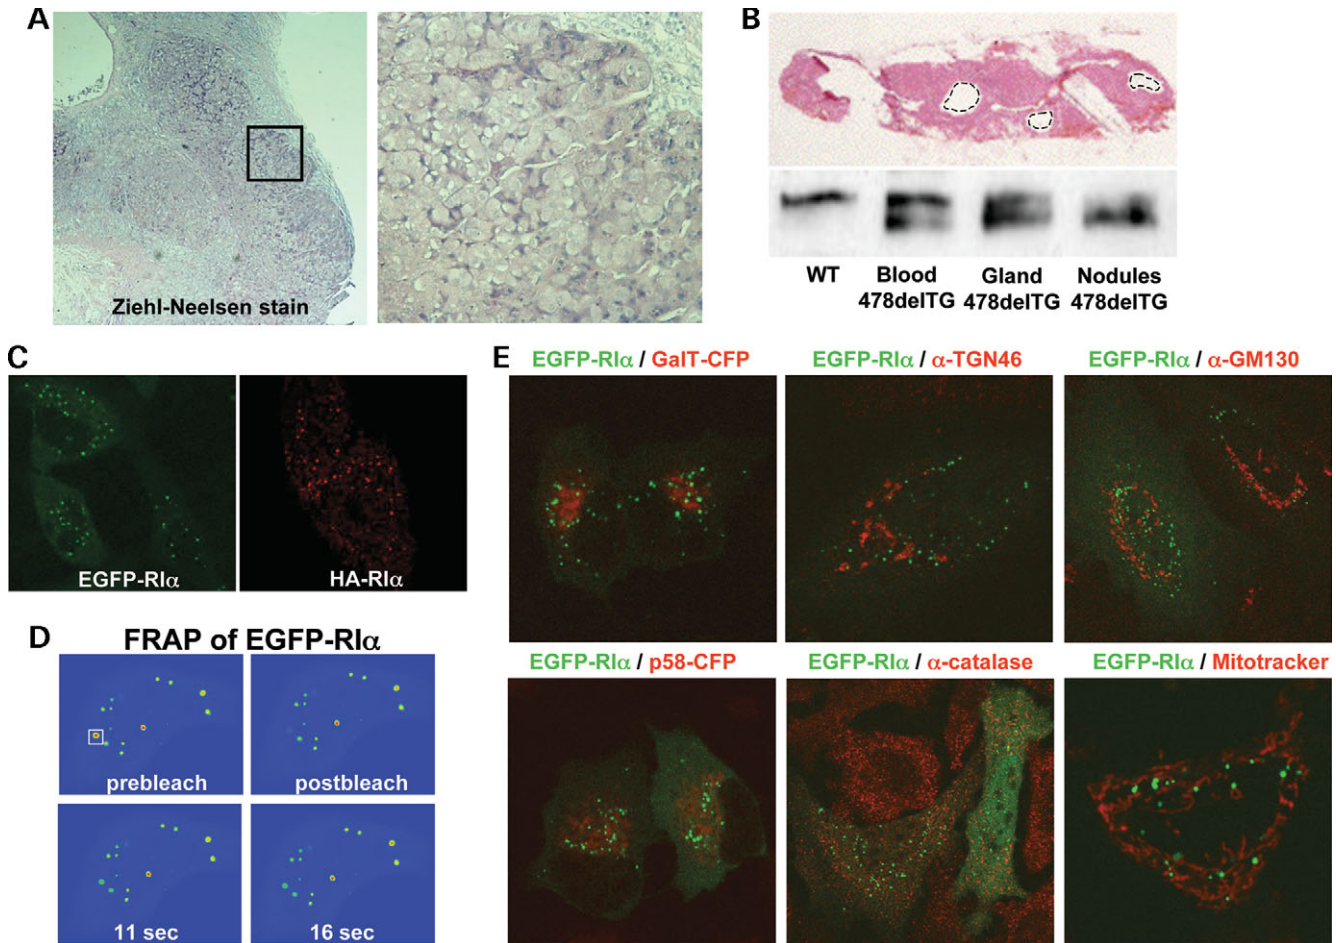 A
Ziehl-Neelsen stain
B
WT
Blood
478delTG
Gland
478delTG
Nodules
478delTG
C
EGFP-RIα
HA-RIα
D
FRAP of EGFP-RIα
prebleach
postbleach
11 sec
16 sec
E
EGFP-RIα / GalT-CFP
EGFP-RIα / α-TGN46
EGFP-RIα / α-GM130
EGFP-RIα / p58-CFP
EGFP-RIα / α-catalase
EGFP-RIα / Mitotracker